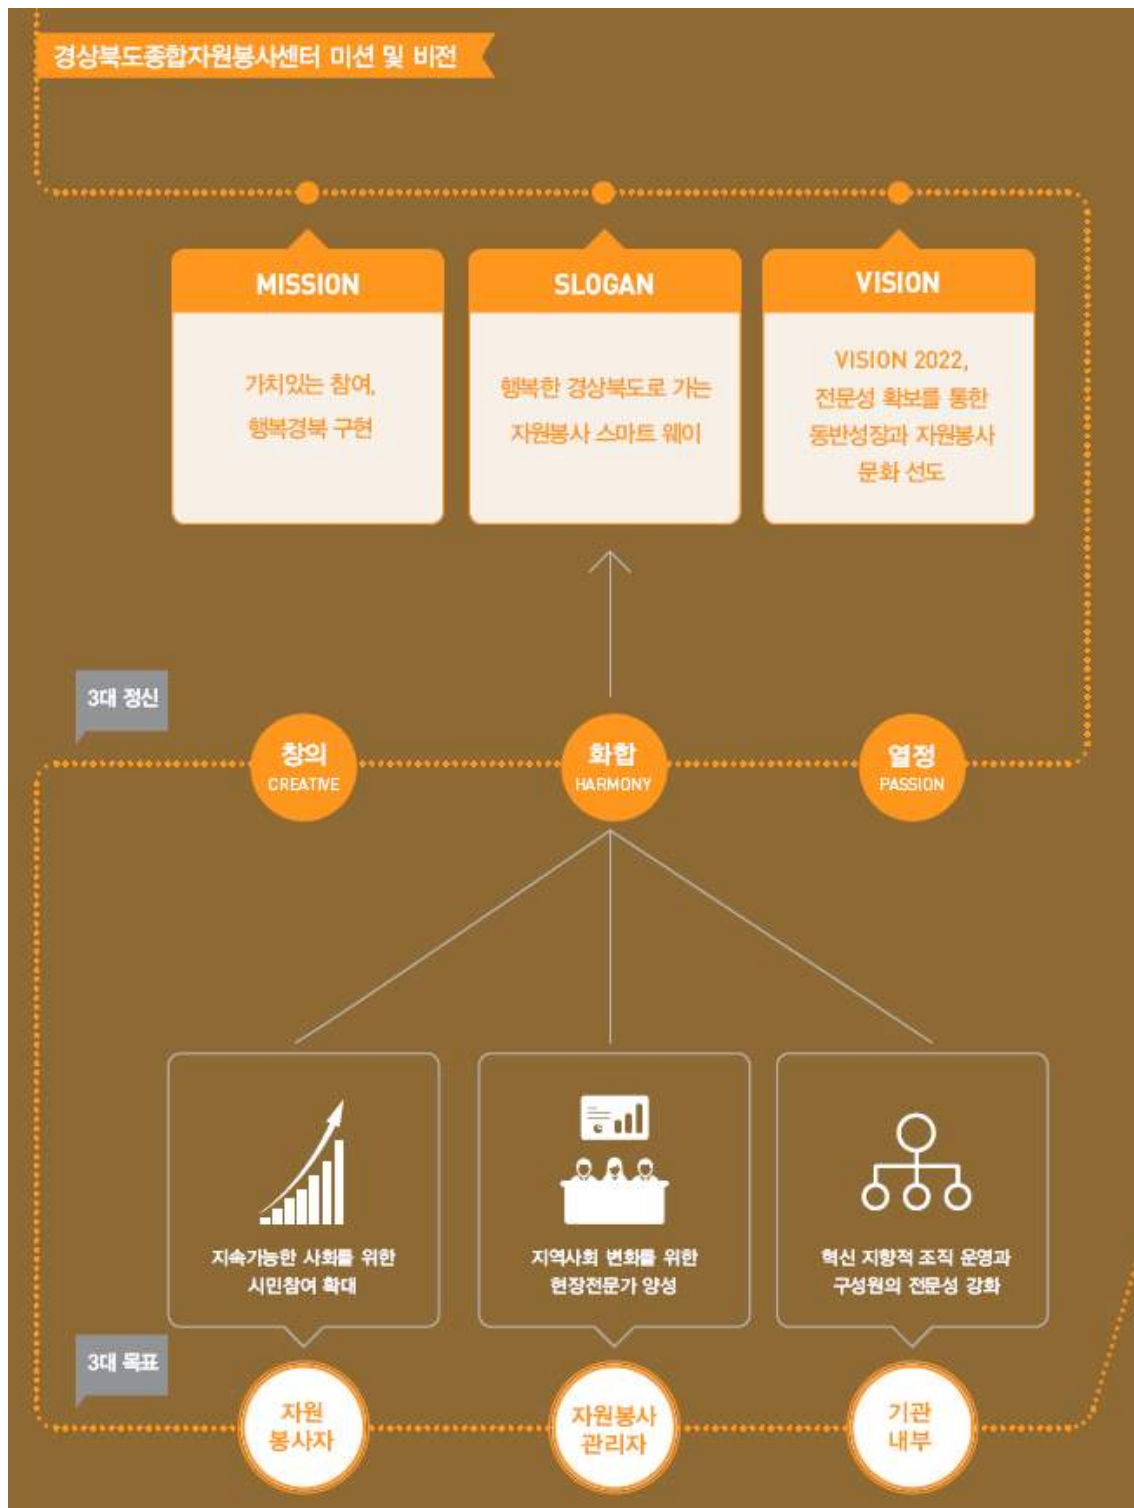 경상북도종합자원봉사센터 미션 및 비전
MISSION
가치있는 참여,
행복경북 구현
SLOGAN
행복한 경상북도로 가는
자원봉사 스마트 웨이
VISION
VISION 2022,
전문성 확보를 통한
동반성장과 자원봉사
문화 선도
3대 정신
창의
CREATIVE
화합
HARMONY
열정
PASSION
지속가능한 사회를 위한
시민참여 확대
지역사회 변화를 위한
현장전문가 양성
혁신 지향적 조직 운영과
구성원의 전문성 강화
3대 목표
자원
봉사자
자원봉사
관리자
기관
내부